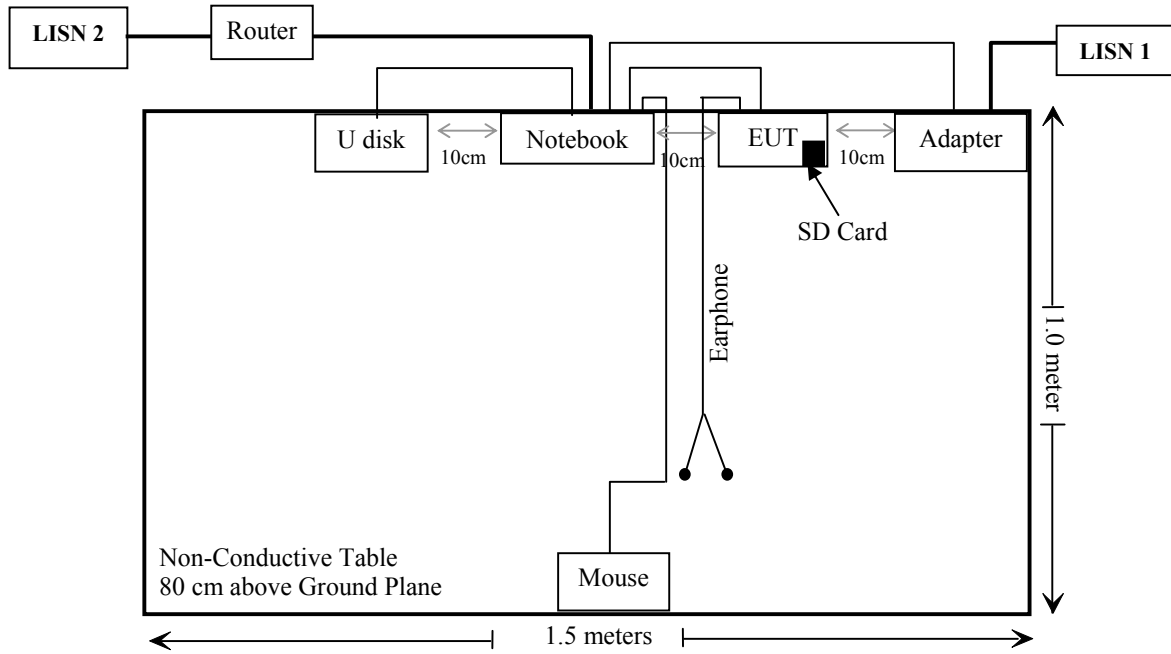 LISN 2
Router
LISN 1
U disk
10cm
Notebook
10cm
EUT
10cm
Adapter
SD Card
Earphone
1.0 meter
Non-Conductive Table
80 cm above Ground Plane
Mouse
1.5 meters